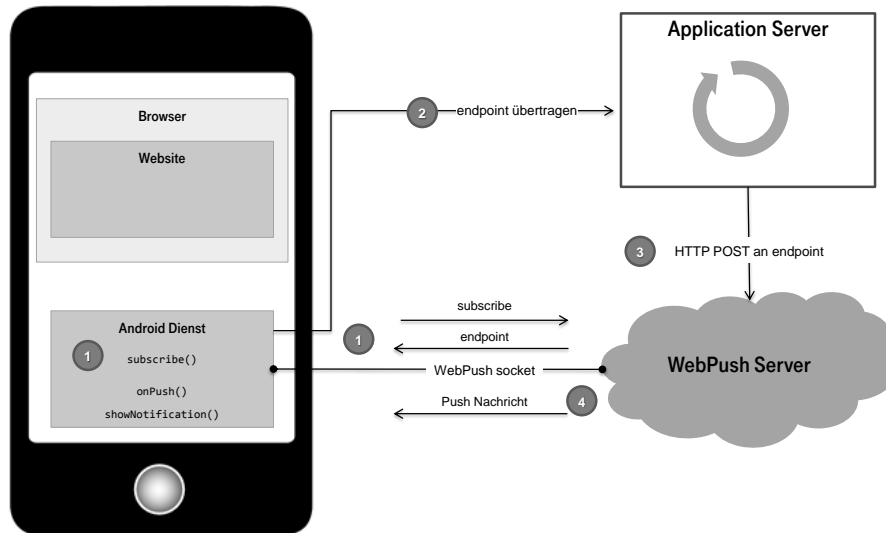 Application Server
Browser
Website
2
endpoint übertragen
3
HTTP POST an endpoint
Android Dienst
1
subscribe()
onPush()
showNotification()
subscribe
1
endpoint
WebPush socket
Push Nachricht
4
WebPush Server